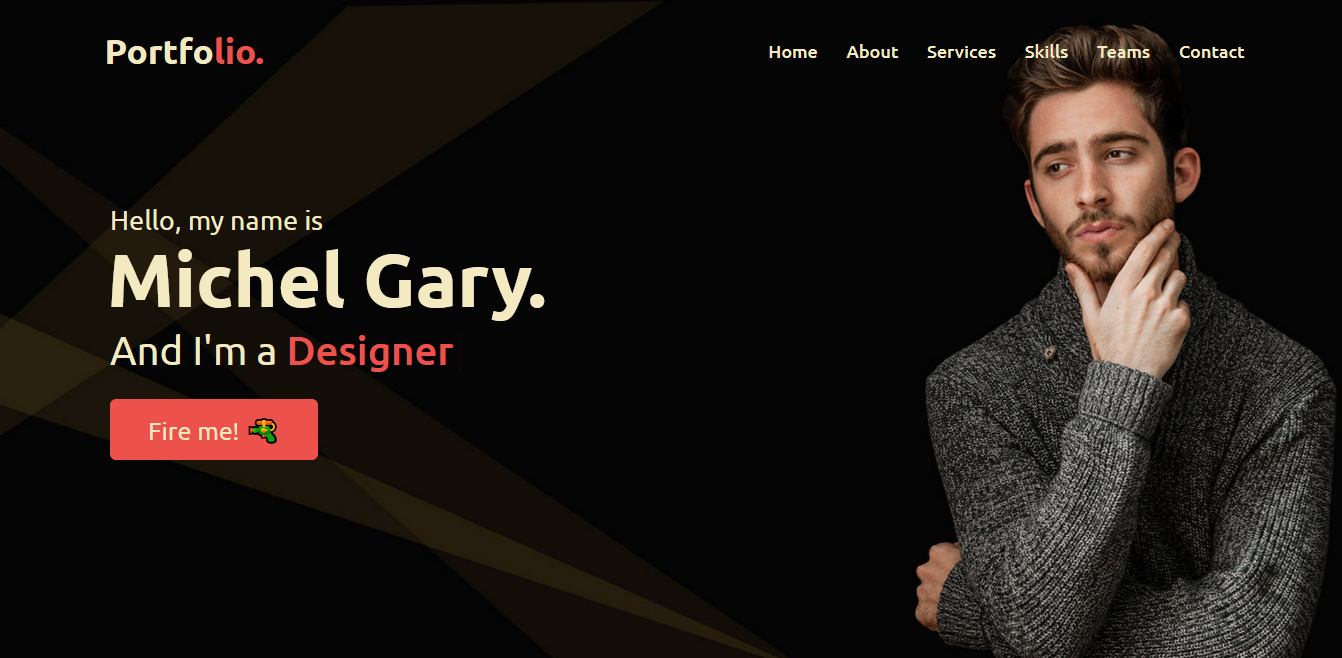 Portfolio.
Home About Services Skills Teams Contact
Hello, my name is
Michel Gary.
And I'm a Designer
Fire me! 🔫